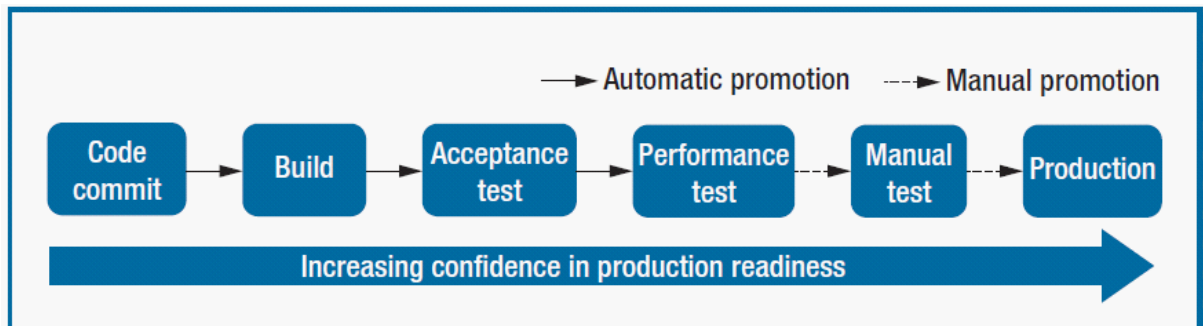 Automatic promotion
Manual promotion
Code
commit
Build
Acceptance
test
Performance
test
Manual
test
Production
Increasing confidence in production readiness